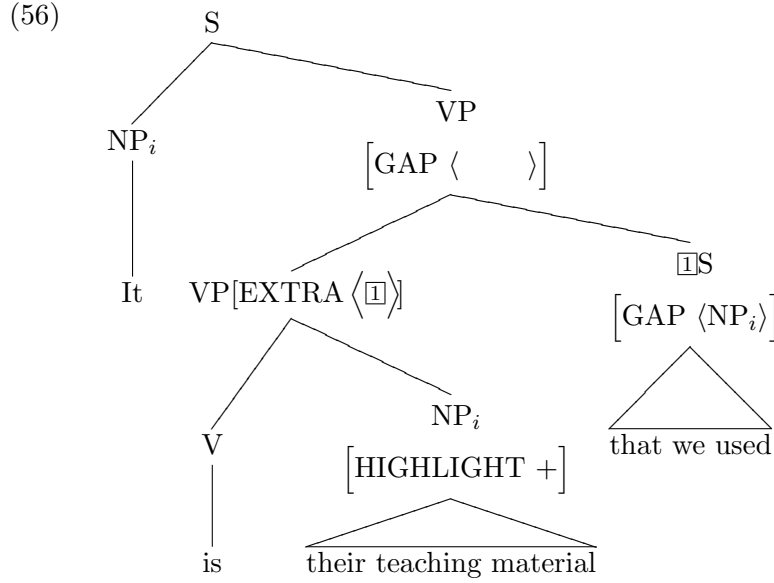 (56)
S
NP_i
VP
[GAP ⟨ ⟩]
It
VP[EXTRA⟨1⟩]
1S
[GAP ⟨NP_i⟩]
V
NP_i
[HIGHLIGHT +]
that we used
is
their teaching material